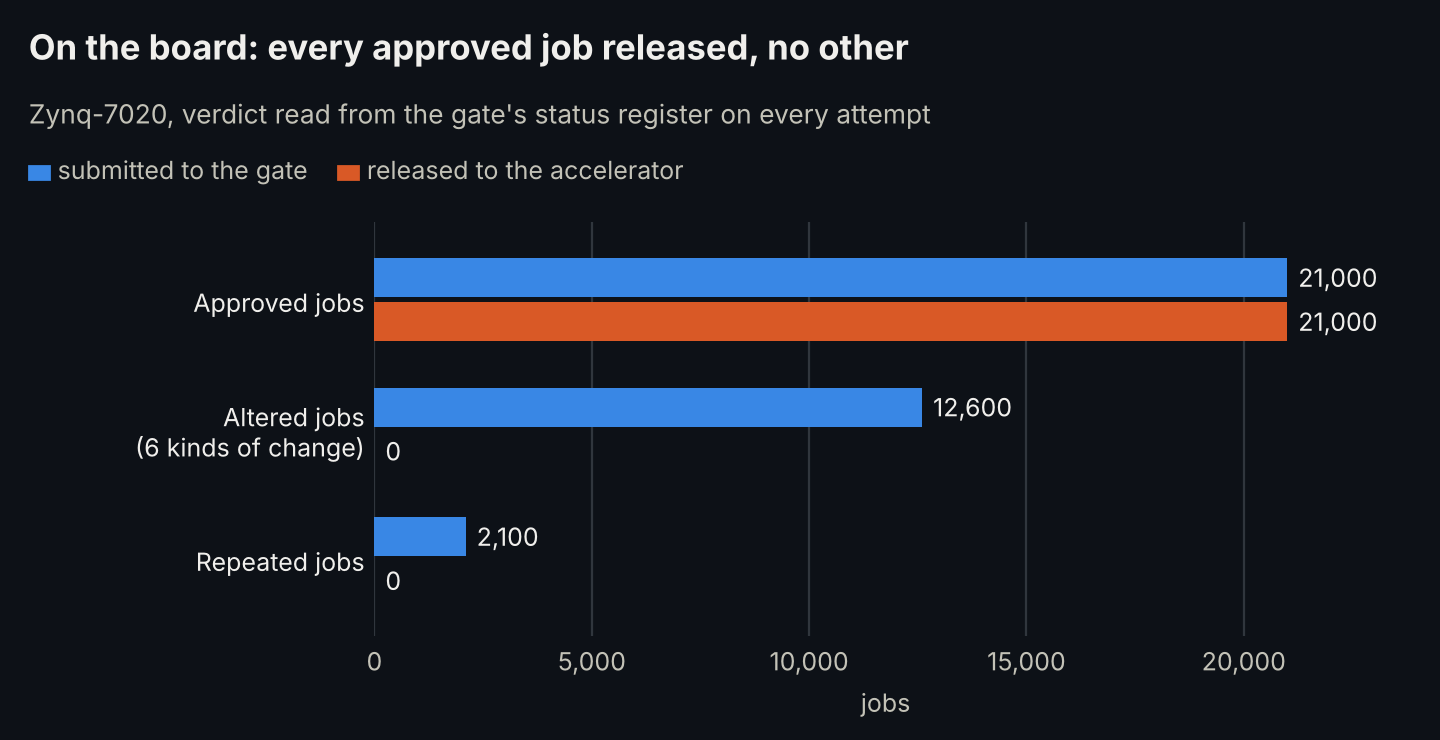 On the board: every approved job released, no other
Zynq-7020, verdict read from the gate's status register on every attempt
submitted to the gate released to the accelerator
Approved jobs
21,000
21,000
Altered jobs
(6 kinds of change)
12,600
0
Repeated jobs
2,100
0
0 5,000 10,000 15,000 20,000
jobs